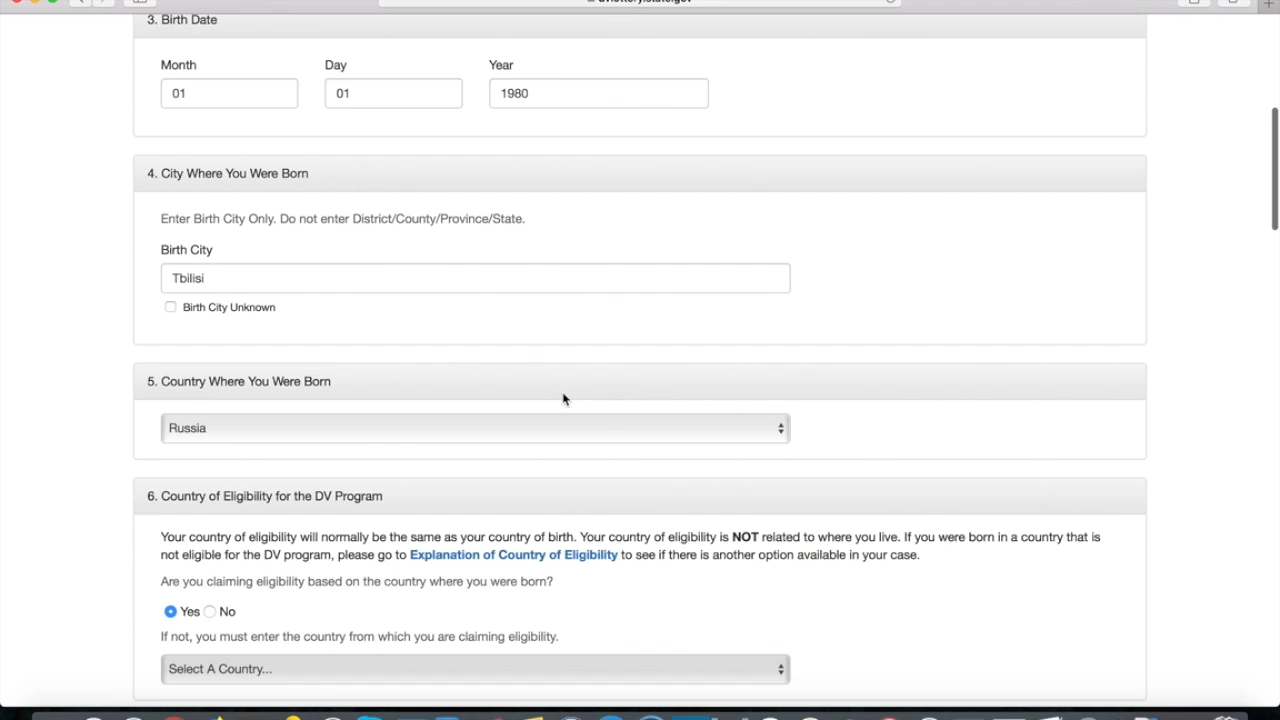 3. Birth Date
Month Day Year
01 01 1980
4. City Where You Were Born
Enter Birth City Only. Do not enter District/County/Province/State.
Birth City
Tbilisi
Birth City Unknown
5. Country Where You Were Born
Russia
6. Country of Eligibility for the DV Program
Your country of eligibility will normally be the same as your country of birth. Your country of eligibility is NOT related to where you live. If you were born in a country that is
not eligible for the DV program, please go to Explanation of Country of Eligibility to see if there is another option available in your case.
Are you claiming eligibility based on the country where you were born?
Yes No
If not, you must enter the country from which you are claiming eligibility.
Select A Country...